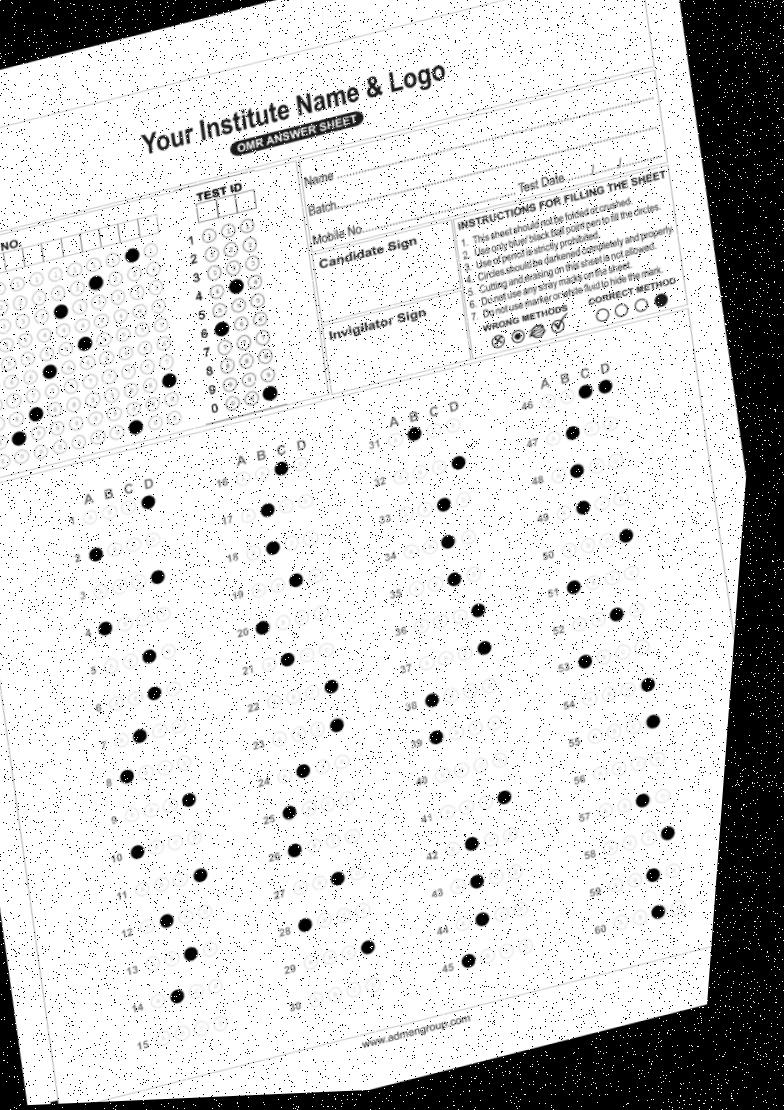 Your Institute Name & Logo
OMR ANSWER SHEET
NO.
TEST ID
1
2
3
4
5
6
7
8
9
0
Name
Batch
Mobile No.
Test Date / /
Candidate Sign
Invigilator Sign
INSTRUCTIONS FOR FILLING THE SHEET
1. This sheet should not be folded or crushed.
2. Use only blue/ black ball point pen to fill the circles.
3. Use of pencil is strictly prohibited.
4. Circles should be darkened completely and properly.
5. Cutting and erasing on this sheet is not allowed.
6. Do not use any stray marks on the sheet.
7. Do not use marker or white fluid to hide the mark.
WRONG METHODS CORRECT METHOD
A B C D
1
2
3
4
5
6
7
8
9
10
11
12
13
14
15
A B C D
16
17
18
19
20
21
22
23
24
25
26
27
28
29
30
A B C D
31
32
33
34
35
36
37
38
39
40
41
42
43
44
45
A B C D
46
47
48
49
50
51
52
53
54
55
56
57
58
59
60
www.admengroup.com